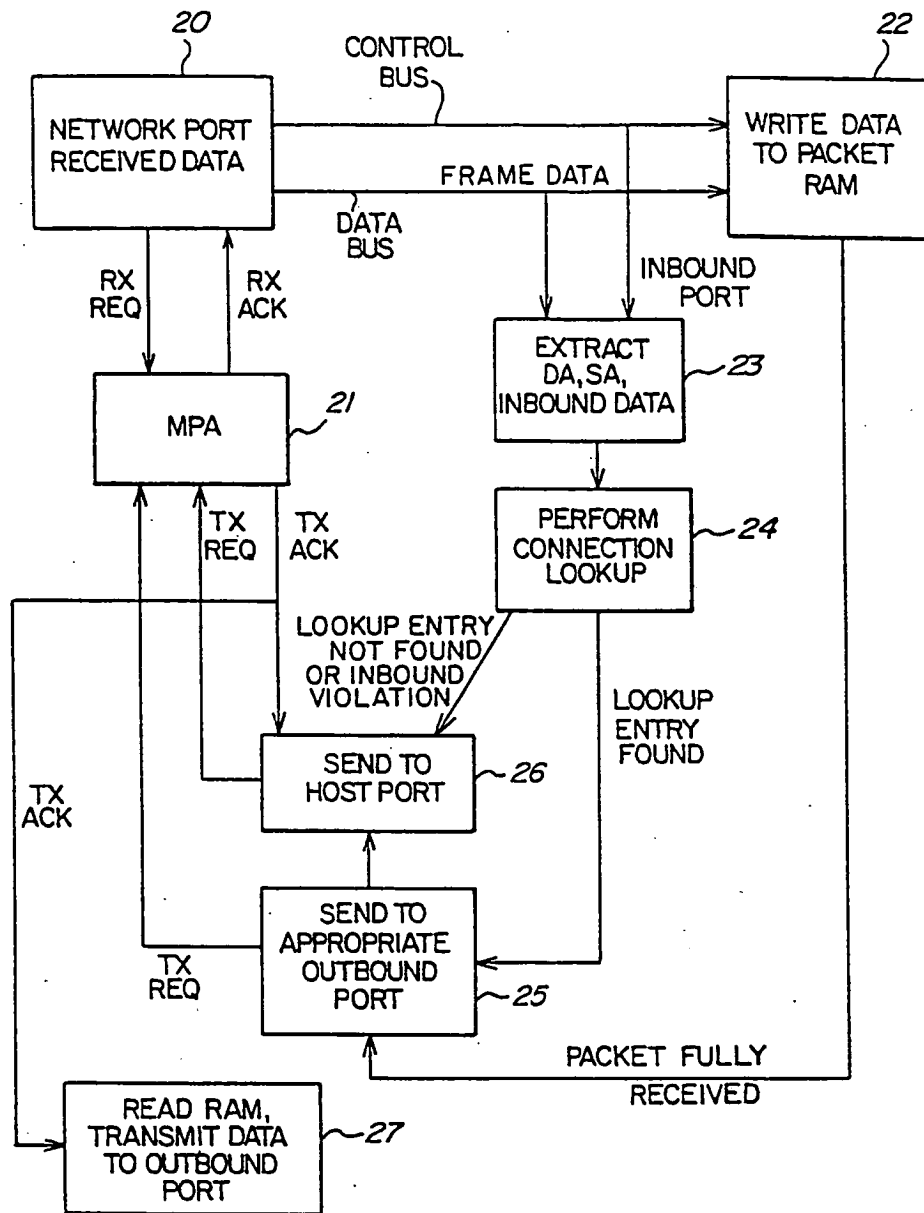 20
CONTROL
BUS
22
NETWORK PORT
RECEIVED DATA
WRITE DATA
TO PACKET
RAM
FRAME DATA
DATA
BUS
RX
REQ
RX
ACK
INBOUND
PORT
EXTRACT
DA, SA,
INBOUND DATA
23
MPA
21
TX
REQ
TX
ACK
PERFORM
CONNECTION
LOOKUP
24
LOOKUP ENTRY
NOT FOUND
OR INBOUND
VIOLATION
LOOKUP
ENTRY
FOUND
SEND TO
HOST PORT
26
TX
ACK
SEND TO
APPROPRIATE
OUTBOUND
PORT
TX
REQ
25
PACKET FULLY
RECEIVED
READ RAM,
TRANSMIT DATA
TO OUTBOUND
PORT
27